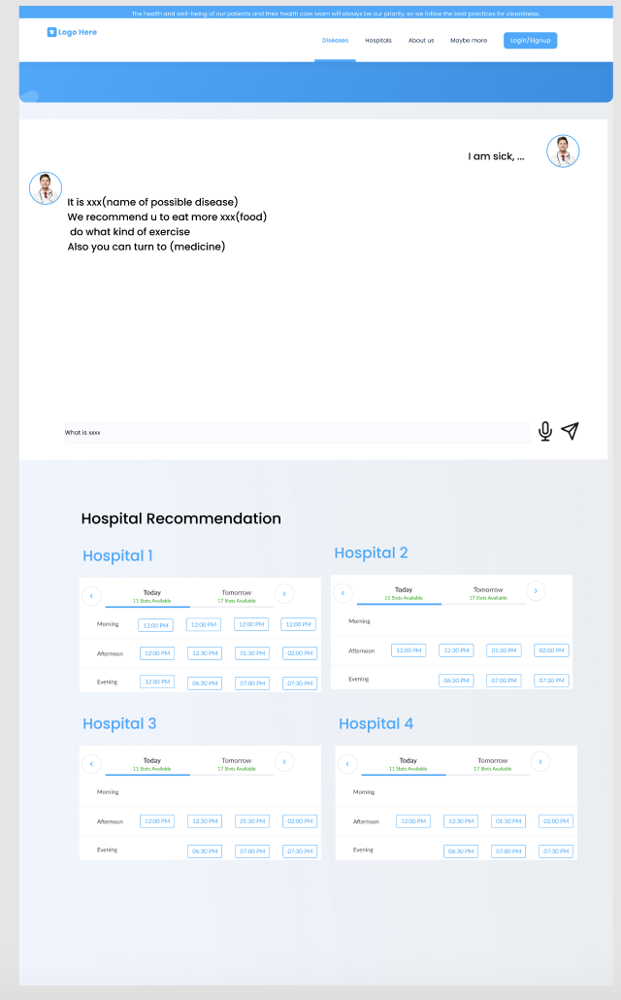 The health and well-being of our patients and their health care team will always be our priority, so we follow the best practices for cleanliness.
Logo Here
Diseases Hospitals About us Maybe more Login/Signup
I am sick, ...
It is xxx(name of possible disease)
We recommend u to eat more xxx(food)
do what kind of exercise
Also you can turn to (medicine)
What is xxxx
Hospital Recommendation
Hospital 1
Today Tomorrow
11 Slots Available 17 Slots Available
Morning 12:00 PM 12:00 PM 12:00 PM 12:00 PM
Afternoon 12:00 PM 12:30 PM 01:30 PM 02:00 PM
Evening 12:00 PM 06:30 PM 07:00 PM 07:30 PM
Hospital 2
Today Tomorrow
11 Slots Available 17 Slots Available
Morning
Afternoon 12:00 PM 12:30 PM 01:30 PM 02:00 PM
Evening 06:30 PM 07:00 PM 07:30 PM
Hospital 3
Today Tomorrow
11 Slots Available 17 Slots Available
Morning
Afternoon 12:00 PM 12:30 PM 01:30 PM 02:00 PM
Evening 06:30 PM 07:00 PM 07:30 PM
Hospital 4
Today Tomorrow
11 Slots Available 17 Slots Available
Morning
Afternoon 12:00 PM 12:30 PM 01:30 PM 02:00 PM
Evening 06:30 PM 07:00 PM 07:30 PM